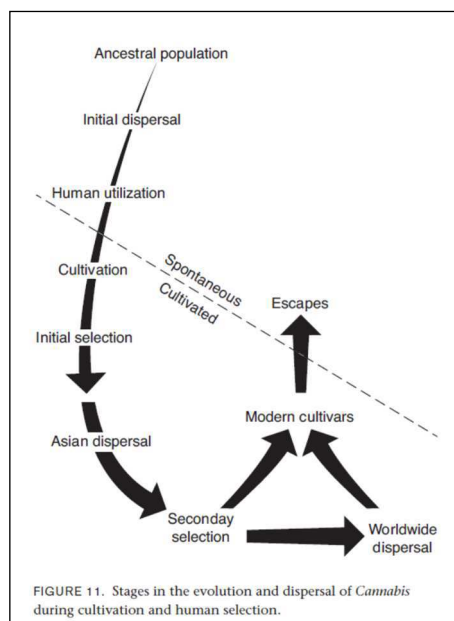 Ancestral population
Initial dispersal
Human utilization
Cultivation
Spontaneous
Cultivated
Escapes
Initial selection
Modern cultivars
Asian dispersal
Seconday
selection
Worldwide
dispersal
FIGURE 11. Stages in the evolution and dispersal of Cannabis
during cultivation and human selection.